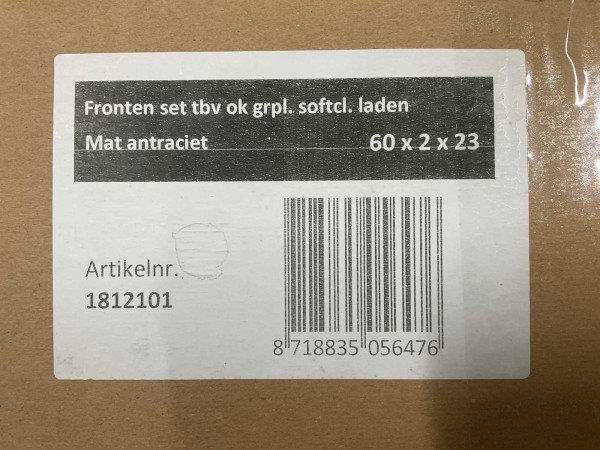 Fronten set tbv ok grpl. softcl. laden
Mat antraciet 60 x 2 x 23
Artikelnr.
1812101
8 718835 056476